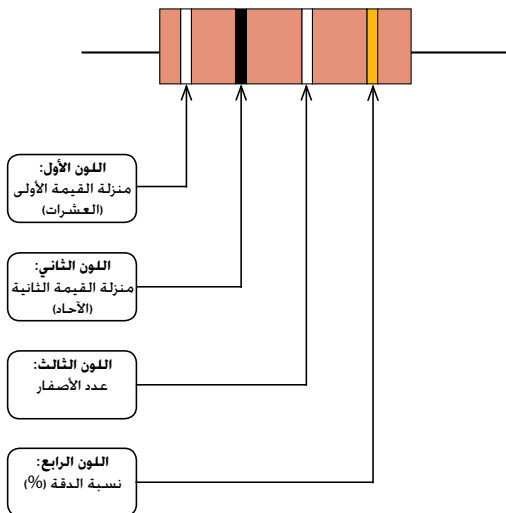 اللون الأول:
منزلة القيمة الأولى
(العشرات)
اللون الثاني:
منزلة القيمة الثانية
(الآحاد)
اللون الثالث:
عدد الأصفار
اللون الرابع:
نسبة الدقة (%)